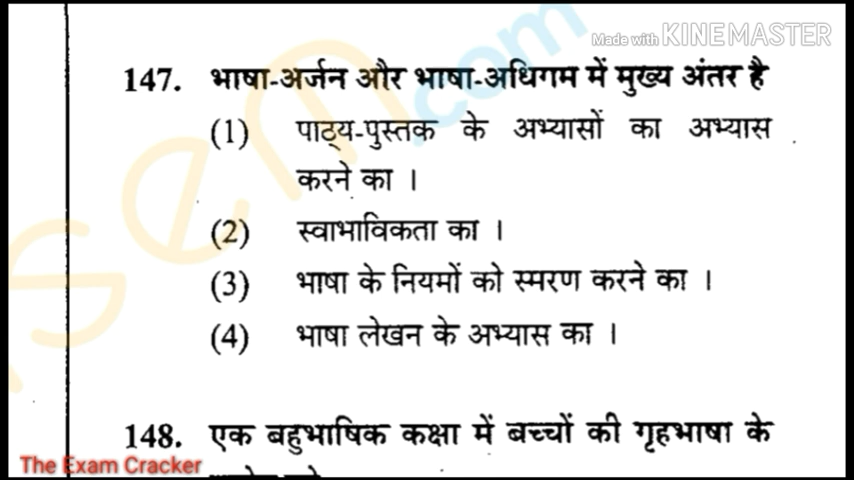 Made with KINEMASTER
147. भाषा-अर्जन और भाषा-अधिगम में मुख्य अंतर है
(1) पाठ्य-पुस्तक के अभ्यासों का अभ्यास
करने का ।
(2) स्वाभाविकता का ।
(3) भाषा के नियमों को स्मरण करने का ।
(4) भाषा लेखन के अभ्यास का ।
148. एक बहुभाषिक कक्षा में बच्चों की गृहभाषा के
The Exam Cracker